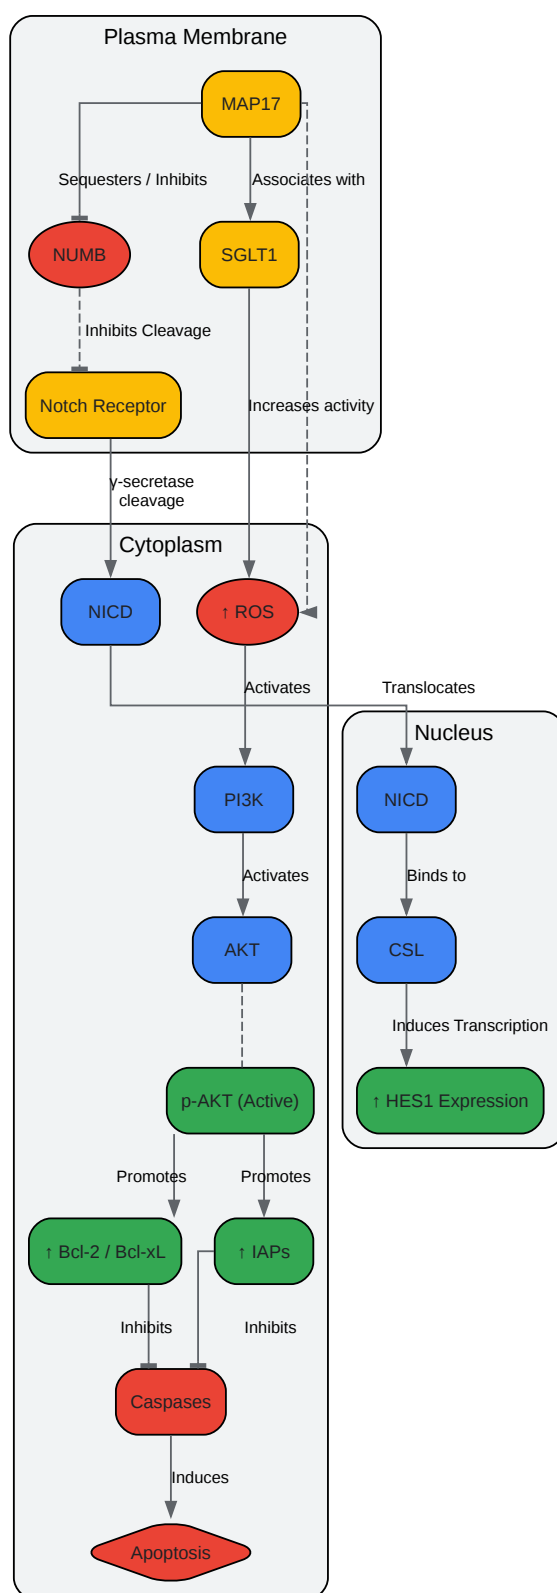 Plasma Membrane
MAP17
Sequesters / Inhibits
Associates with
NUMB
SGLT1
Inhibits Cleavage
Notch Receptor
Increases activity
γ-secretase
cleavage
Cytoplasm
NICD
↑ ROS
Activates
Translocates
Nucleus
PI3K
NICD
Activates
Binds to
AKT
CSL
Induces Transcription
p-AKT (Active)
↑ HES1 Expression
Promotes
Promotes
↑ Bcl-2 / Bcl-xL
↑ IAPs
Inhibits
Inhibits
Caspases
Induces
Apoptosis